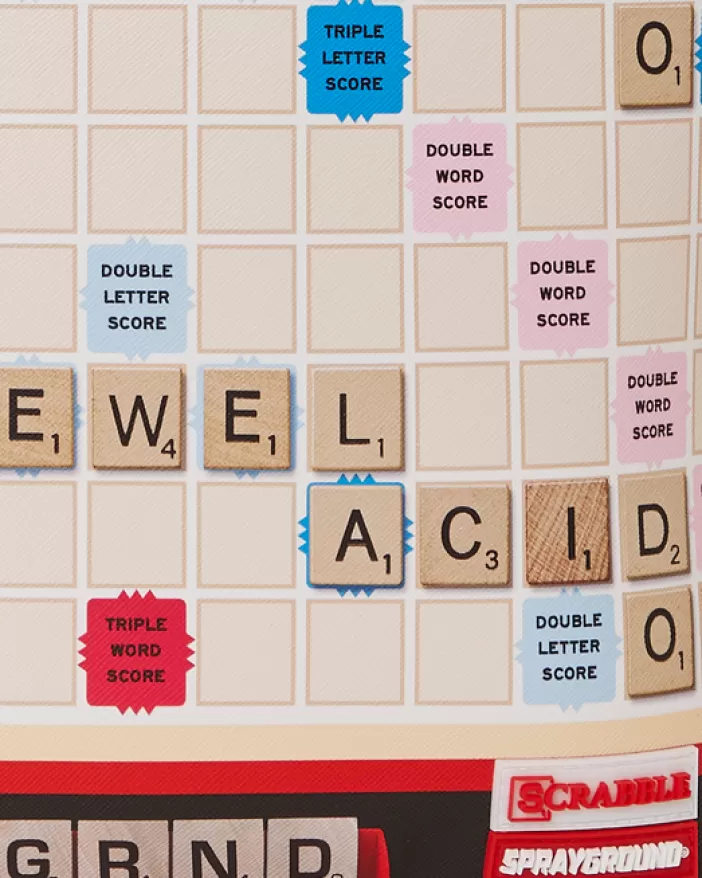 TRIPLE
LETTER
SCORE
O1
DOUBLE
WORD
SCORE
DOUBLE
LETTER
SCORE
DOUBLE
WORD
SCORE
E1 W4 E1 L1
DOUBLE
WORD
SCORE
A1 C3 I1 D2
TRIPLE
WORD
SCORE
DOUBLE
LETTER
SCORE
O1
SCRABBLE
G R N D
SPRAYGROUND